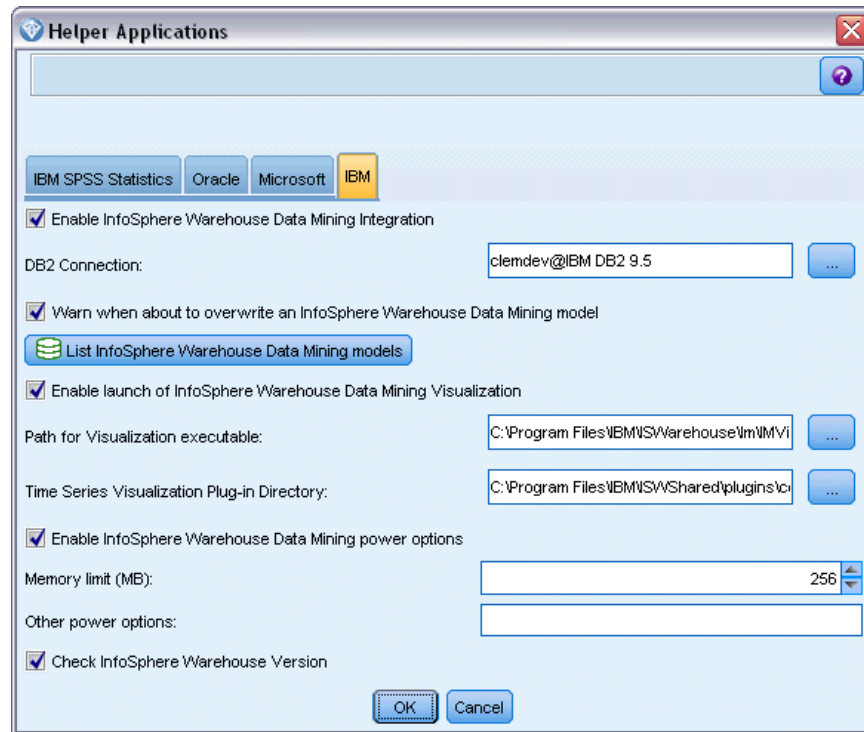 Helper Applications
IBM SPSS Statistics Oracle Microsoft IBM
Enable InfoSphere Warehouse Data Mining Integration
DB2 Connection: clemdev@IBM DB2 9.5 ...
Warn when about to overwrite an InfoSphere Warehouse Data Mining model
List InfoSphere Warehouse Data Mining models
Enable launch of InfoSphere Warehouse Data Mining Visualization
Path for Visualization executable: C:\Program Files\IBM\ISWarehouse\Im\IMVi ...
Time Series Visualization Plug-in Directory: C:\Program Files\IBM\ISWShared\plugins\c ...
Enable InfoSphere Warehouse Data Mining power options
Memory limit (MB): 256
Other power options:
Check InfoSphere Warehouse Version
OK Cancel